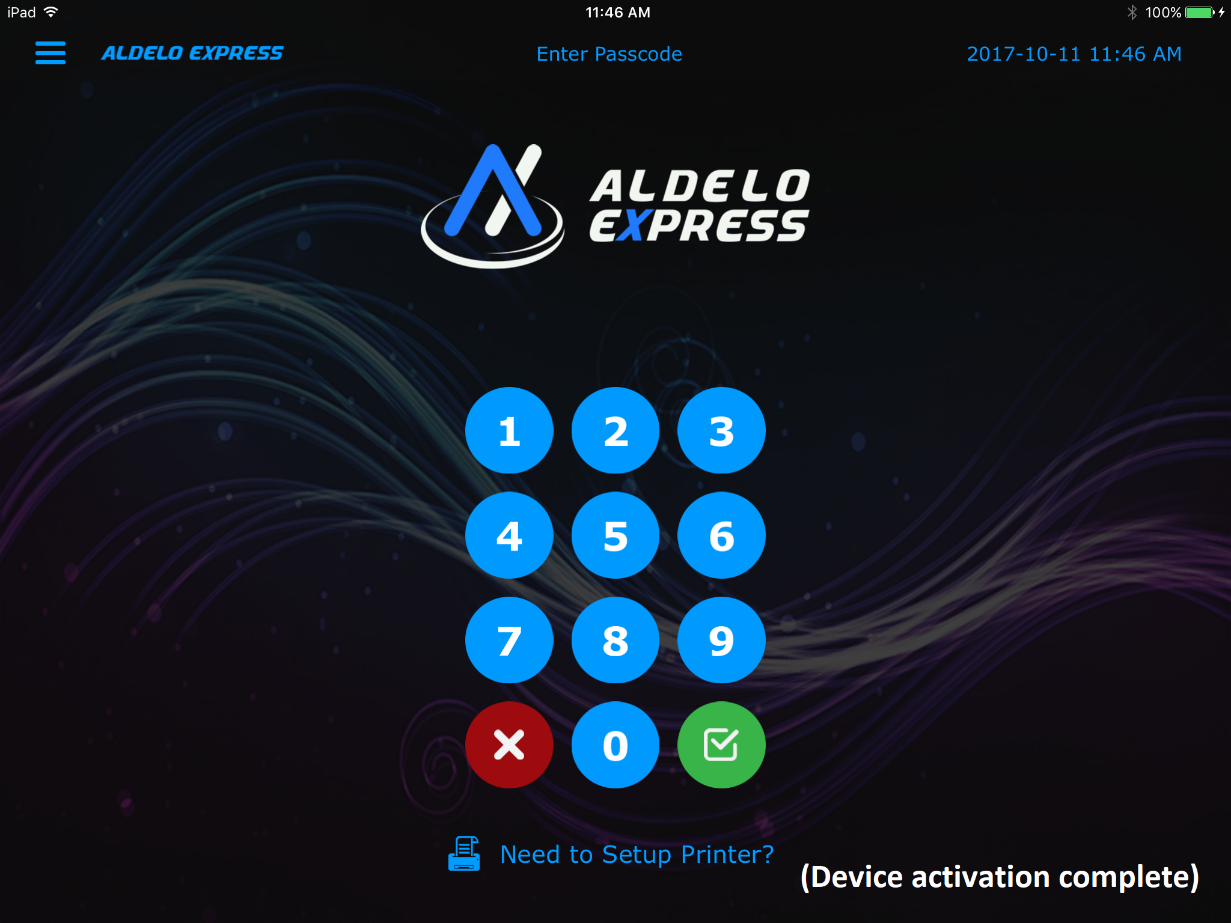 iPad 11:46 AM 100%
ALDELO EXPRESS Enter Passcode 2017-10-11 11:46 AM
ALDELO
EXPRESS
1 2 3
4 5 6
7 8 9
0
Need to Setup Printer?
(Device activation complete)